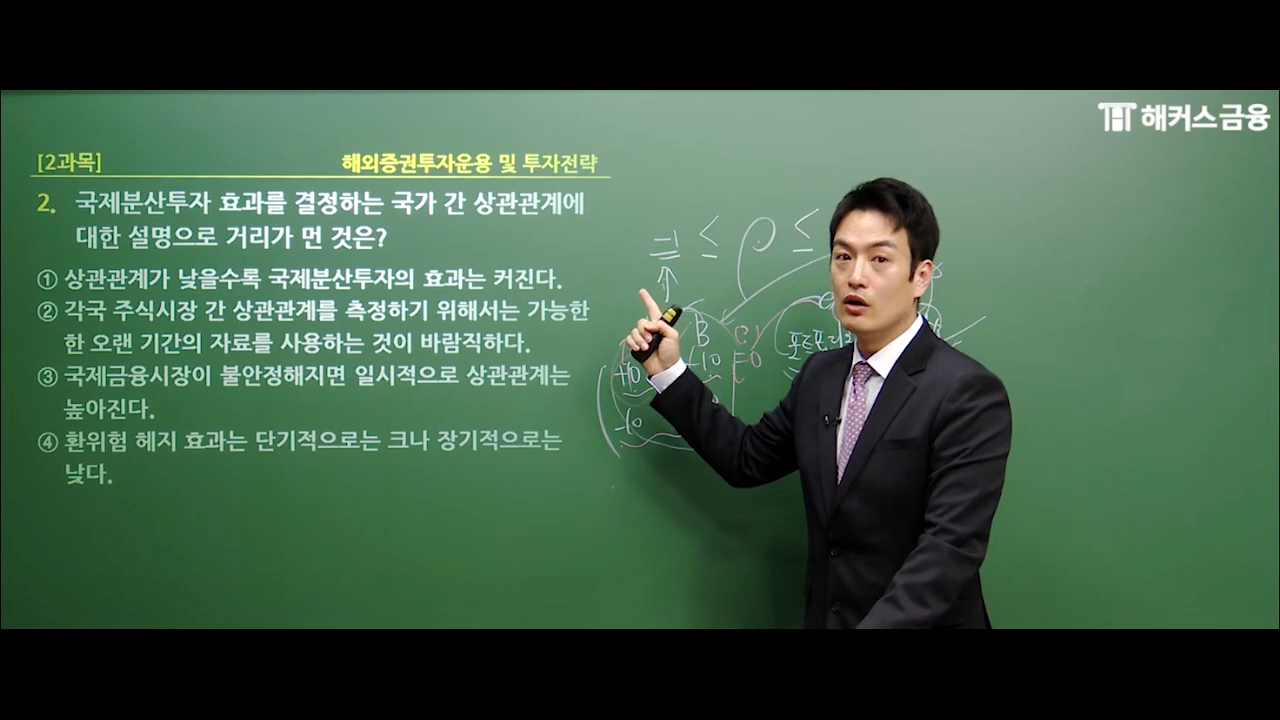 해커스금융
[2과목] 해외증권투자운용 및 투자전략
2. 국제분산투자 효과를 결정하는 국가 간 상관관계에
대한 설명으로 거리가 먼 것은?
① 상관관계가 낮을수록 국제분산투자의 효과는 커진다.
② 각국 주식시장 간 상관관계를 측정하기 위해서는 가능한
한 오랜 기간의 자료를 사용하는 것이 바람직하다.
③ 국제금융시장이 불안정해지면 일시적으로 상관관계는
높아진다.
④ 환위험 헤지 효과는 단기적으로는 크나 장기적으로는
낮다.
-1 ≤ ρ ≤
B
+10
-10